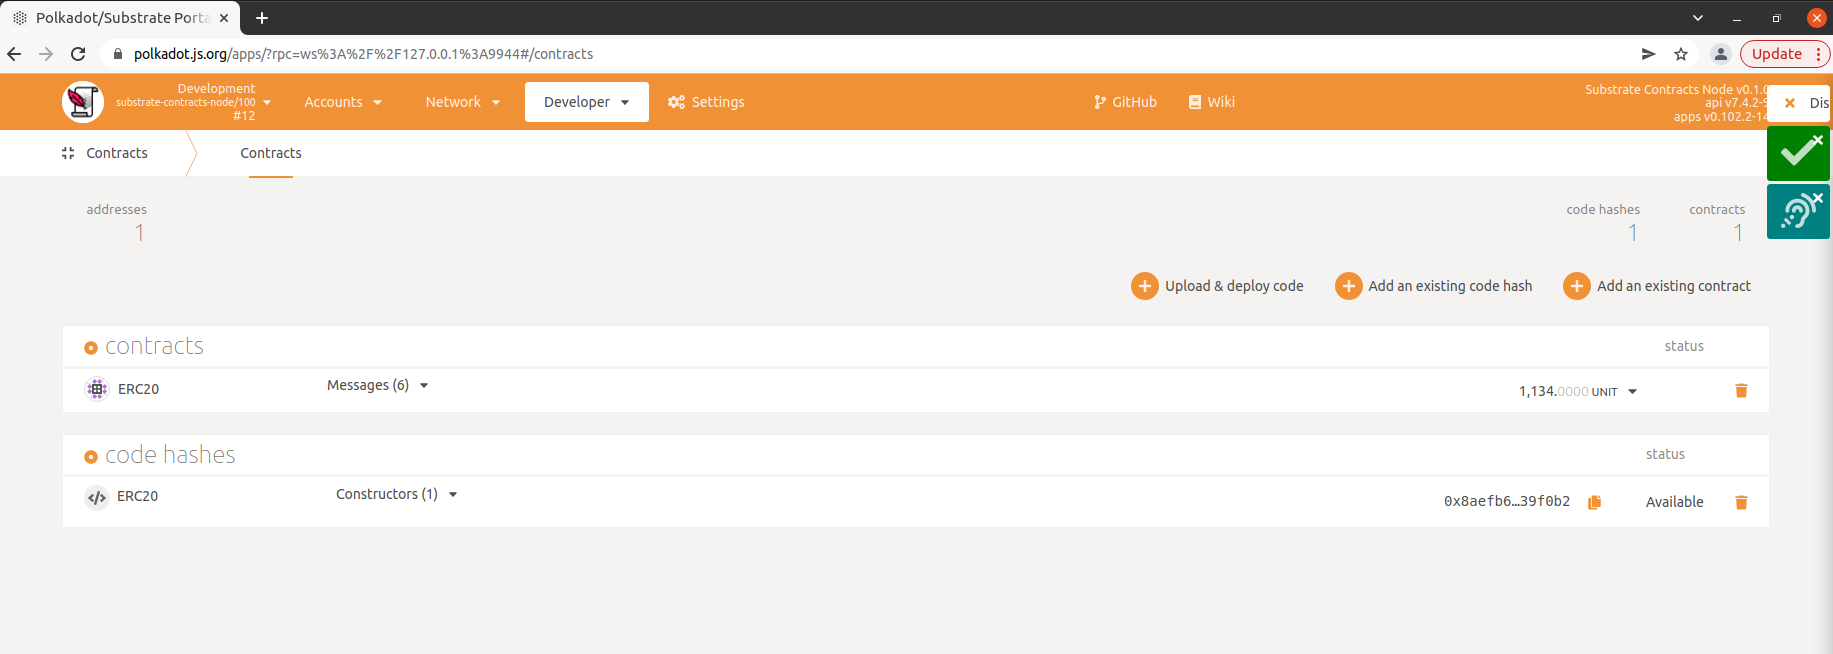 Polkadot/Substrate Porta
polkadot.js.org/apps/?rpc=ws%3A%2F%2F127.0.0.1%3A9944#/contracts
Update
Development
substrate-contracts-node/100
#12
Accounts
Network
Developer
Settings
GitHub
Wiki
Substrate Contracts Node v0.1.0
api v7.4.2-9
apps v0.102.2-14
Dis
Contracts
Contracts
addresses
1
code hashes
1
contracts
1
Upload & deploy code
Add an existing code hash
Add an existing contract
contracts
status
ERC20
Messages (6)
1,134.0000 UNIT
code hashes
status
ERC20
Constructors (1)
0x8aefb6…39f0b2
Available